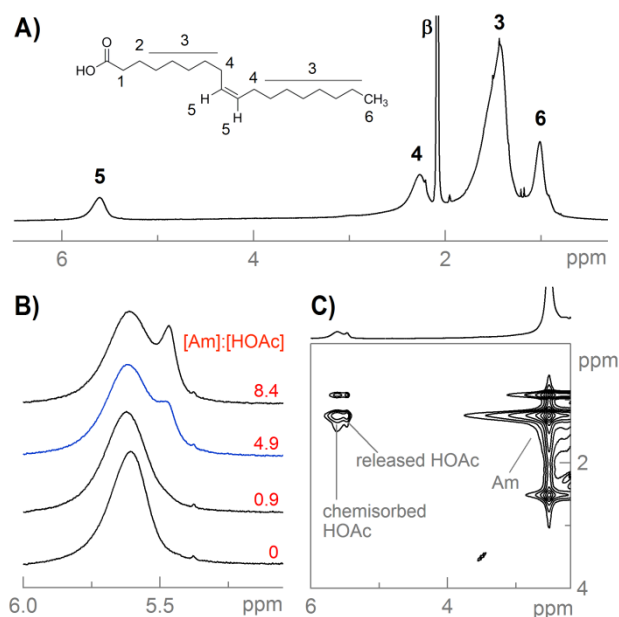 A)
O
HO
1
2
3
4
5
5
4
3
CH₃
6
5
4
β
3
6
6
4
2
ppm
B)
[Am]:[HOAc]
8.4
4.9
0.9
0
6.0
5.5
ppm
C)
ppm
released HOAc
Am
chemisorbed
HOAc
2
4
6
4
ppm